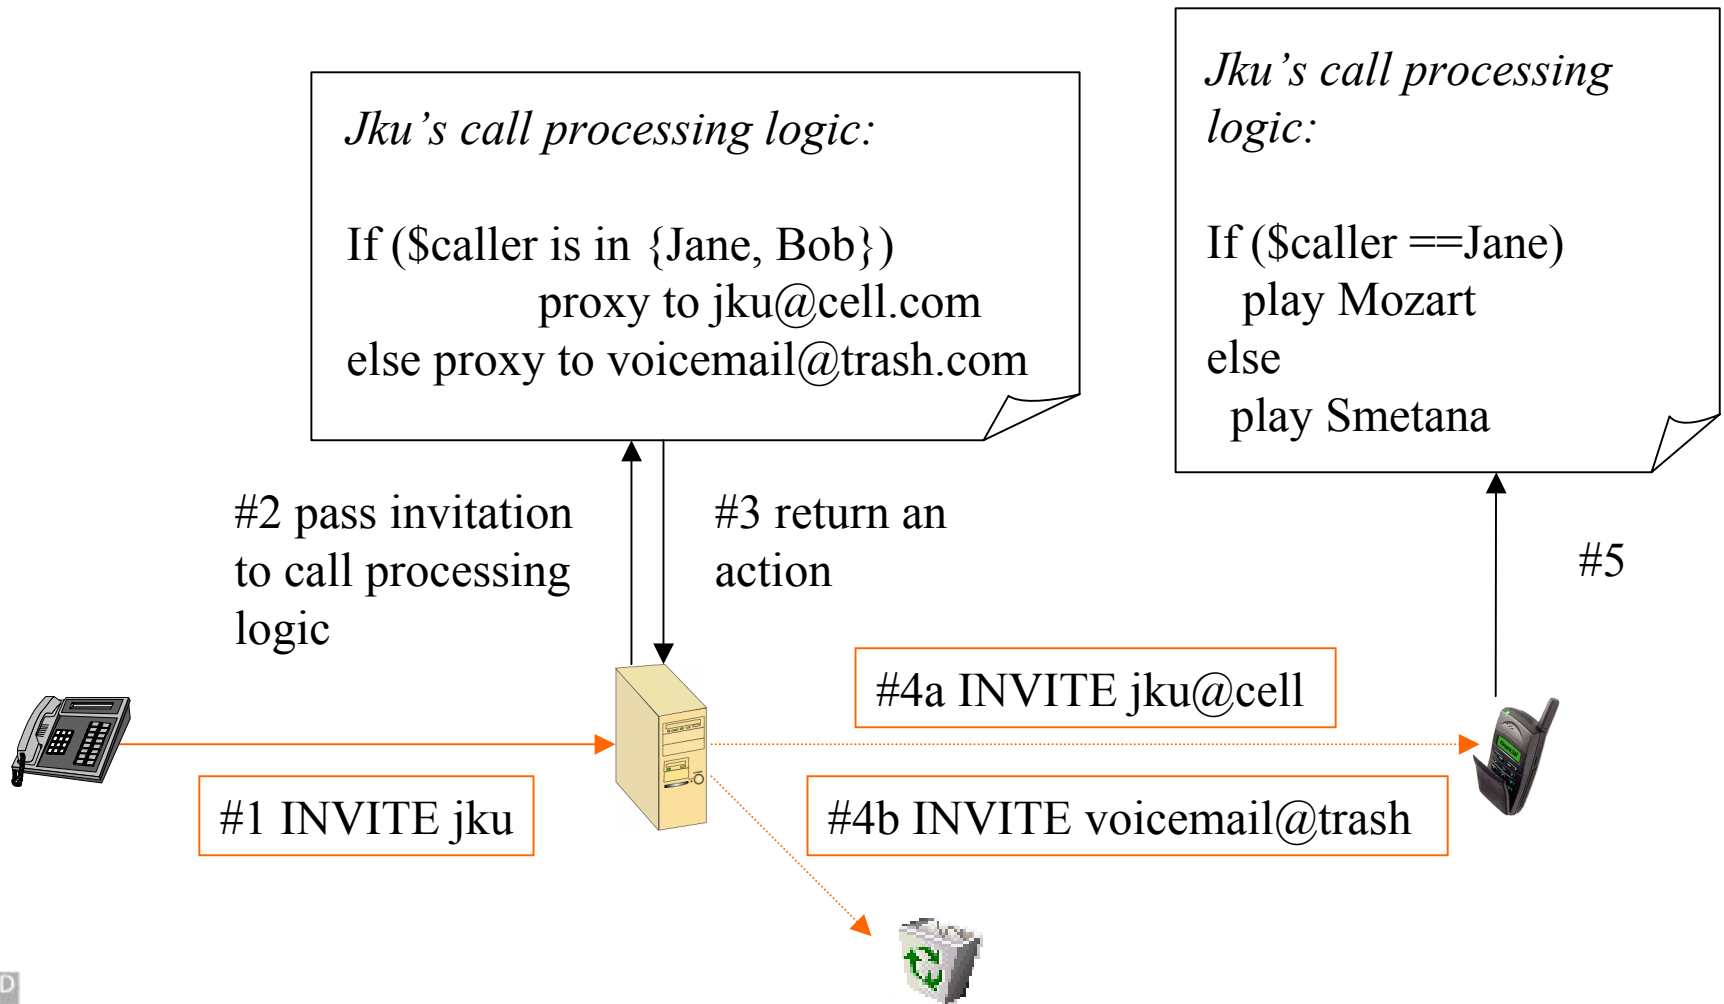 Jku’s call processing logic:
If ($caller is in {Jane, Bob})
proxy to jku@cell.com
else proxy to voicemail@trash.com
Jku’s call processing
logic:
If ($caller ==Jane)
play Mozart
else
play Smetana
#2 pass invitation
to call processing
logic
#3 return an
action
#5
#4a INVITE jku@cell
#1 INVITE jku
#4b INVITE voicemail@trash
D